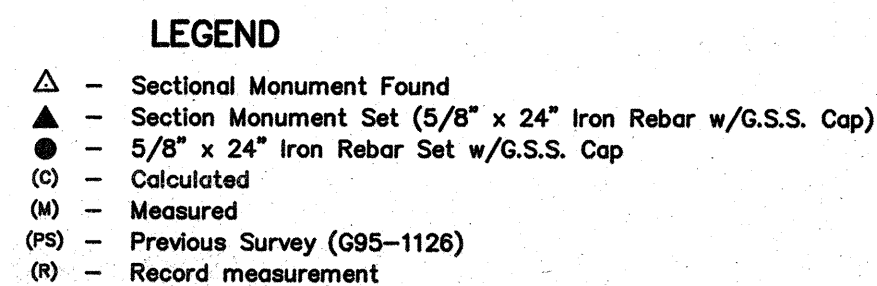 LEGEND
△ – Sectional Monument Found
▲ – Section Monument Set (5/8" x 24" Iron Rebar w/G.S.S. Cap)
● – 5/8" x 24" Iron Rebar Set w/G.S.S. Cap
(C) – Calculated
(M) – Measured
(PS) – Previous Survey (G95–1126)
(R) – Record measurement